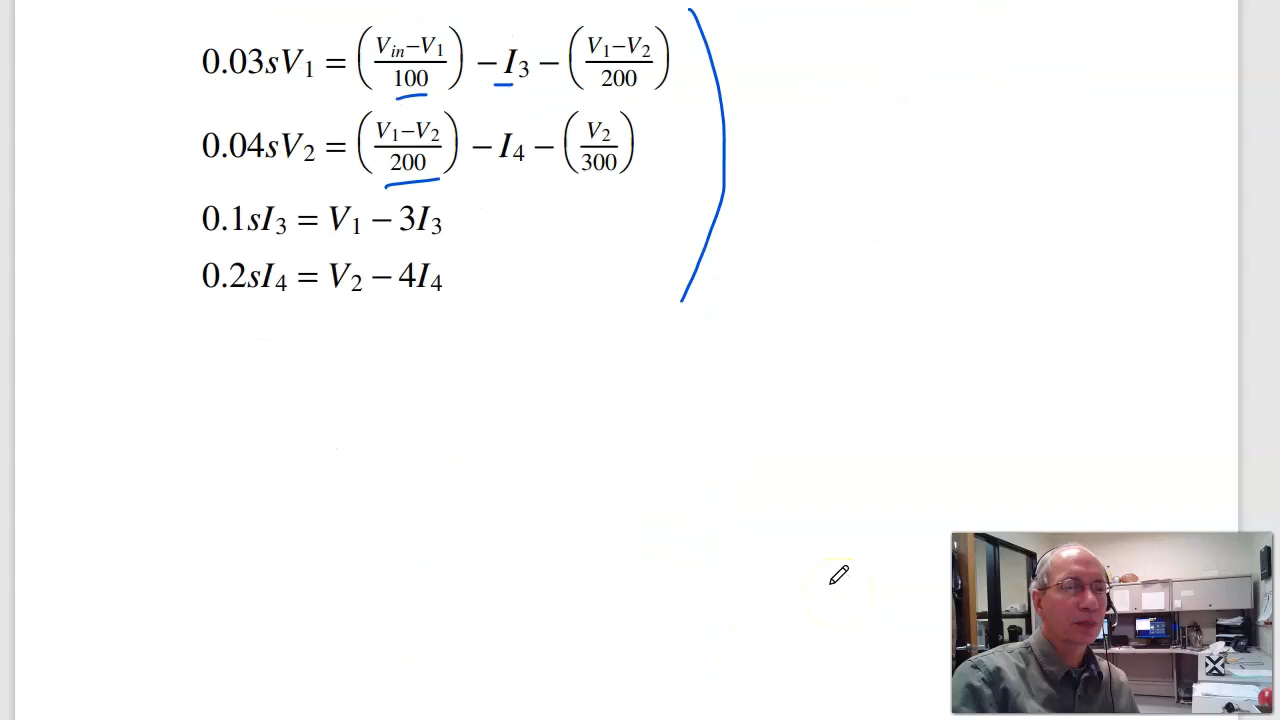 0.03sV₁ = ((V_in−V₁)/100) − I₃ − ((V₁−V₂)/200)
0.04sV₂ = ((V₁−V₂)/200) − I₄ − (V₂/300)
0.1sI₃ = V₁ − 3I₃
0.2sI₄ = V₂ − 4I₄